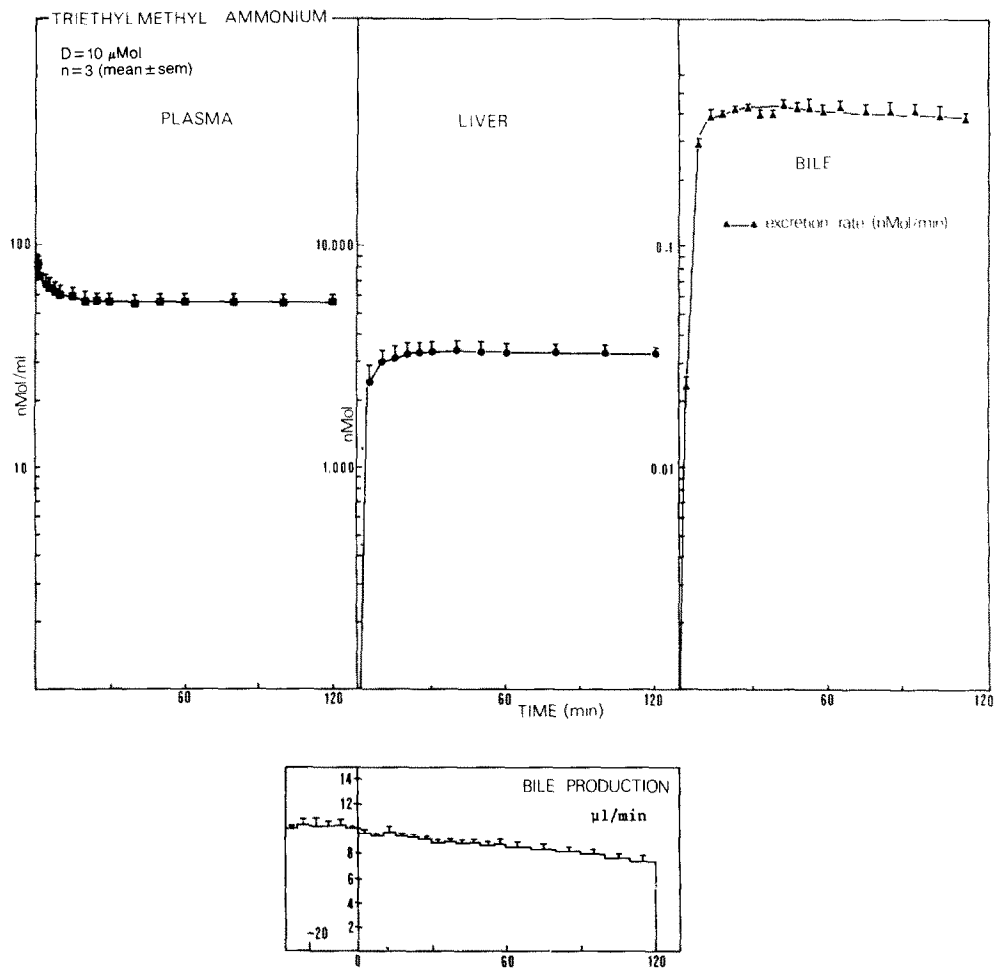 TRIETHYLMETHYL AMMONIUM
D=10 µMol
n=3 (mean±sem)
PLASMA
LIVER
BILE
excretion rate (nMol/min)
100
10
nMol/ml
10.000
1.000
nMol
0.1
0.01
60
120
60
120
60
120
TIME (min)
BILE PRODUCTION
µl/min
14
12
10
8
6
4
2
-20
0
60
120